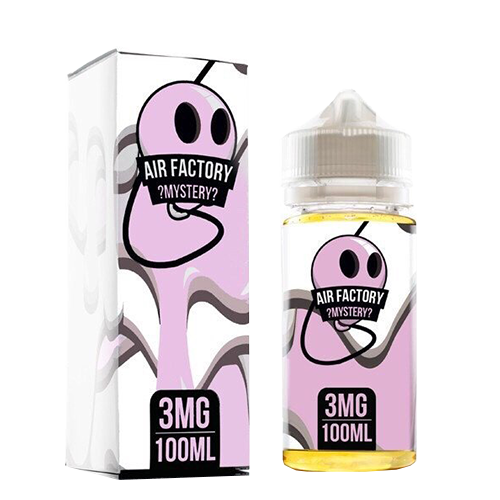 AIR FACTORY
?MYSTERY?
3MG
100ML
AIR FACTORY
?MYSTERY?
3MG
100ML